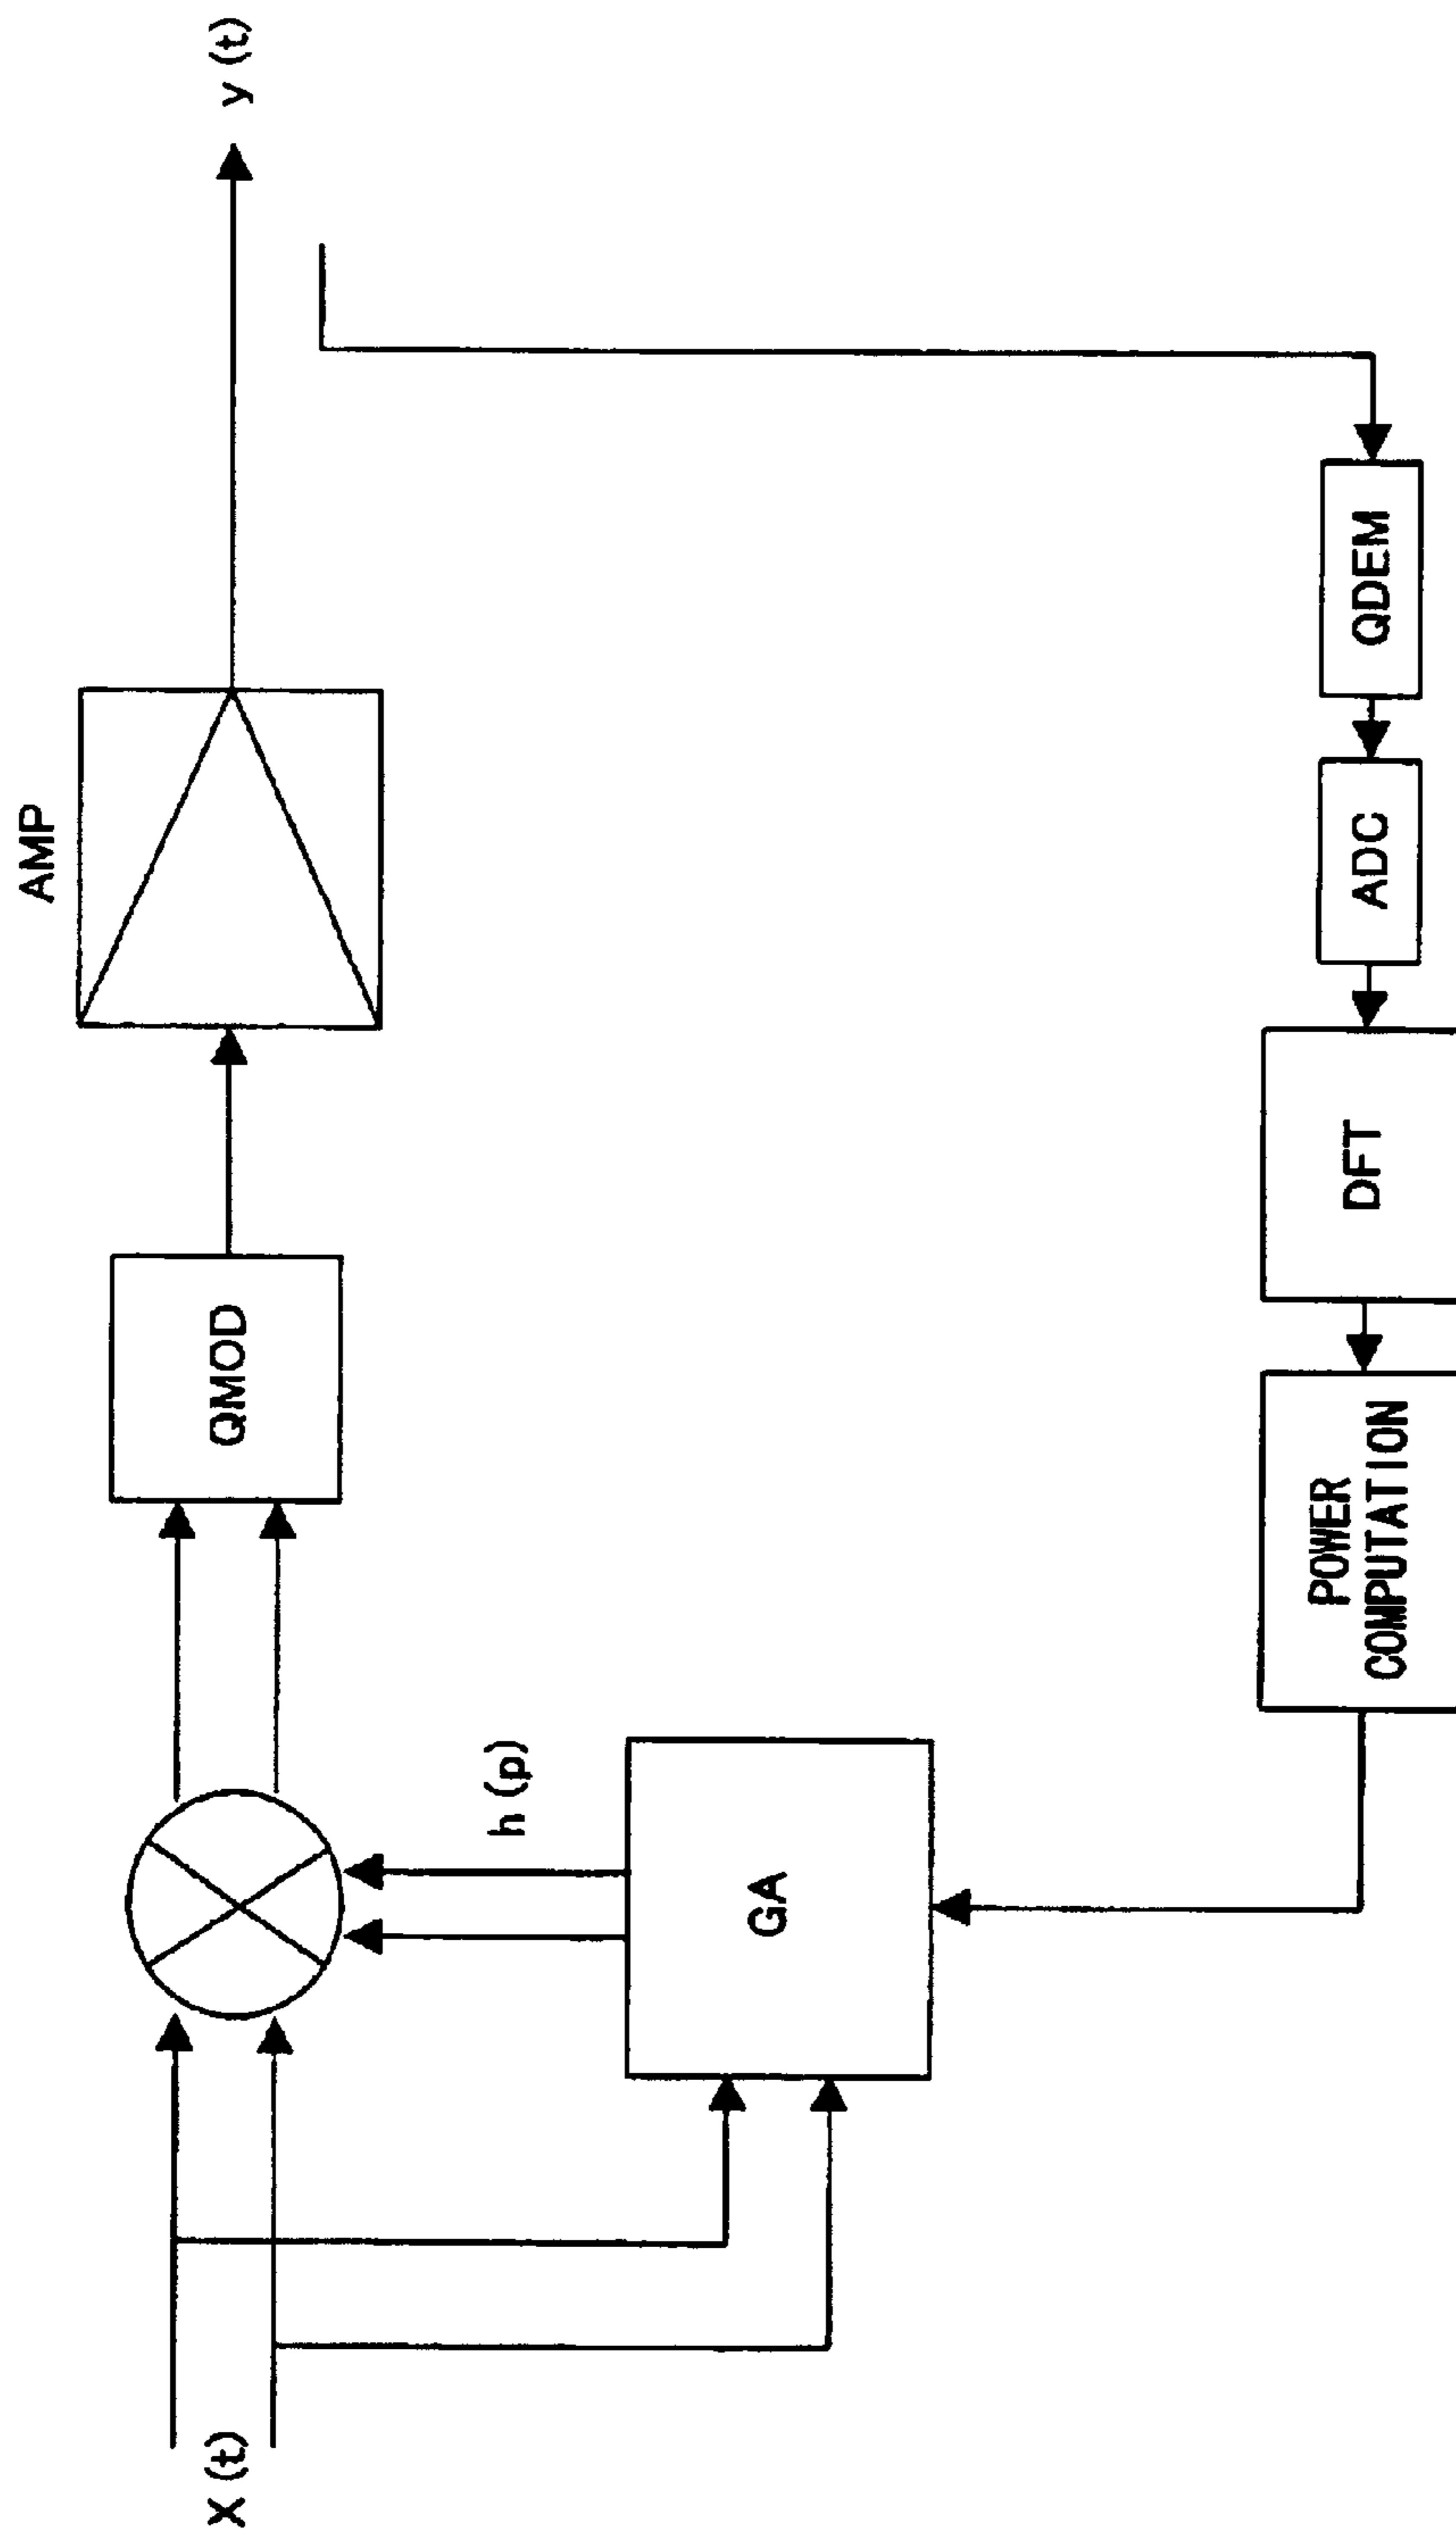 X (t)
QMOD
AMP
y (t)
h (p)
GA
POWER
COMPUTATION
DFT
ADC
QDEM